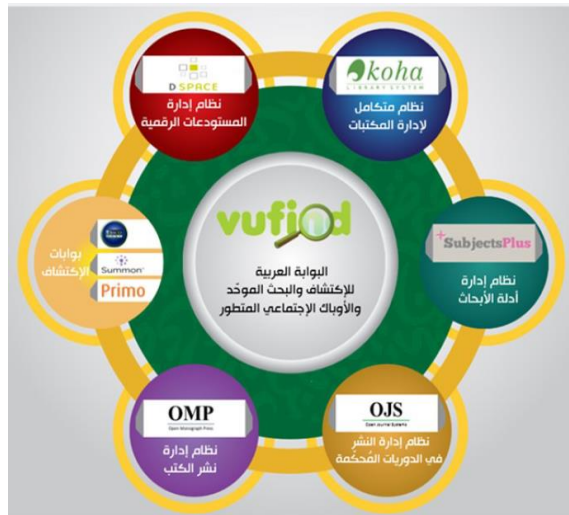 D SPACE
نظام إدارة
المستودعات الرقمية
koha
LIBRARY SYSTEM
نظام متكامل
لإدارة المكتبات
بوابات
الإكتشاف
Summon
Primo
vufind
البوابة العربية
للإكتشاف والبحث الموحّد
والأوباك الإجتماعي المتطور
+SubjectsPlus
نظام إدارة
أدلة الأبحاث
OMP
Open Monograph Press
نظام إدارة
نشر الكتب
OJS
Open Journal Systems
نظام إدارة النشر
في الدوريات المُحكّمة